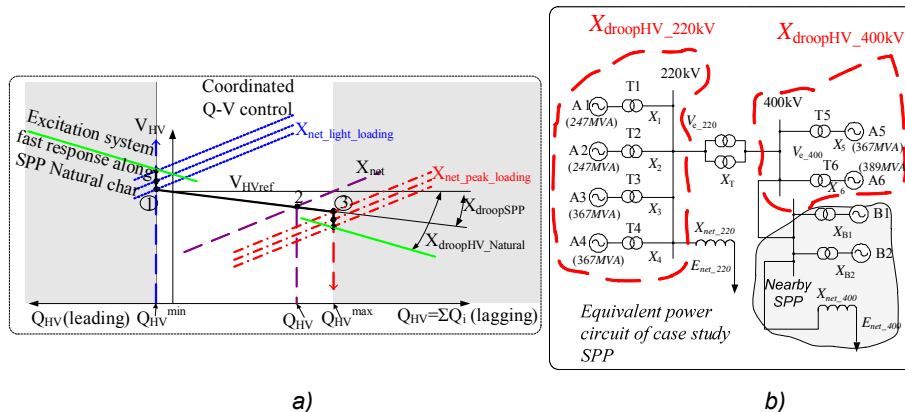 Coordinated
Q-V control
Excitation system
fast response along
SPP Natural char.
V_HV
X_net_light_loading
V_HVref
X_net
X_net_peak_loading
1
2
3
X_droopSPP
X_droopHV_Natural
Q_HV(leading)
Q_HV^min
Q_HV
Q_HV^max
Q_HV=ΣQ_i (lagging)
a)
X_droopHV_220kV
X_droopHV_400kV
220kV
400kV
A1
(247MVA)
T1
X_1
A2
(247MVA)
T2
X_2
A3
(367MVA)
T3
X_3
A4
(367MVA)
T4
X_4
V_e_220
X_T
V_e_400
T5
X_5
A5
(367MVA)
T6
X_6
(389MVA)
A6
X_net_220
E_net_220
B1
X_B1
B2
X_B2
Nearby
SPP
X_net_400
E_net_400
Equivalent power
circuit of case study
SPP
b)